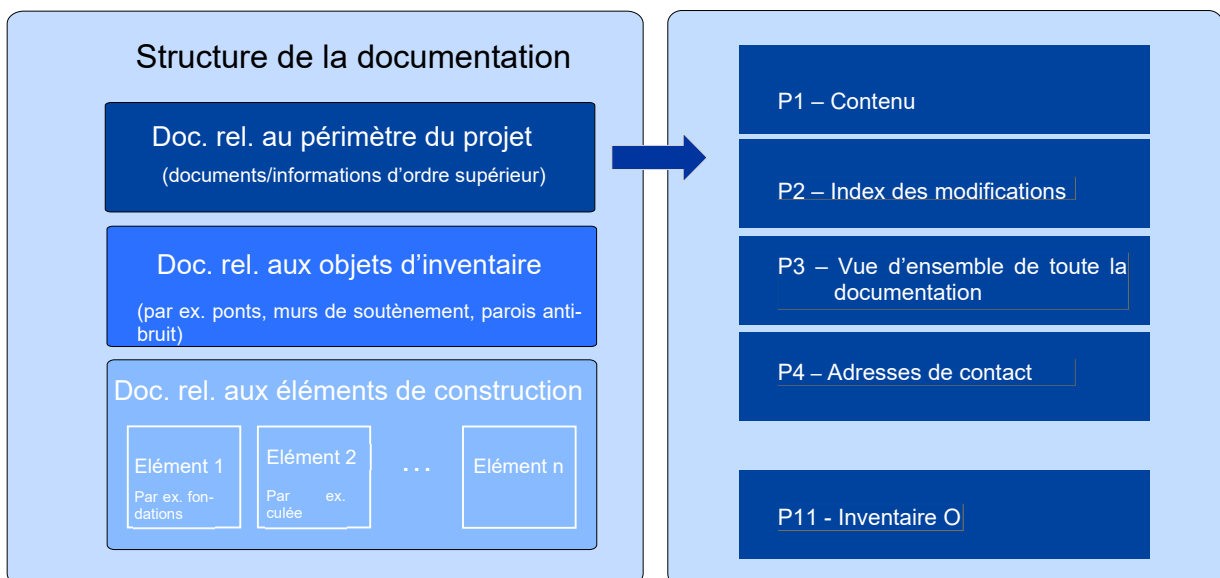 Structure de la documentation
Doc. rel. au périmètre du projet
(documents/informations d’ordre supérieur)
Doc. rel. aux objets d’inventaire
(par ex. ponts, murs de soutènement, parois anti-
bruit)
Doc. rel. aux éléments de construction
Elément 1
Par ex. fon-
dations
Elément 2
Par ex.
culée
...
Elément n
P1 – Contenu
P2 – Index des modifications
P3 – Vue d’ensemble de toute la
documentation
P4 – Adresses de contact
P11 - Inventaire O